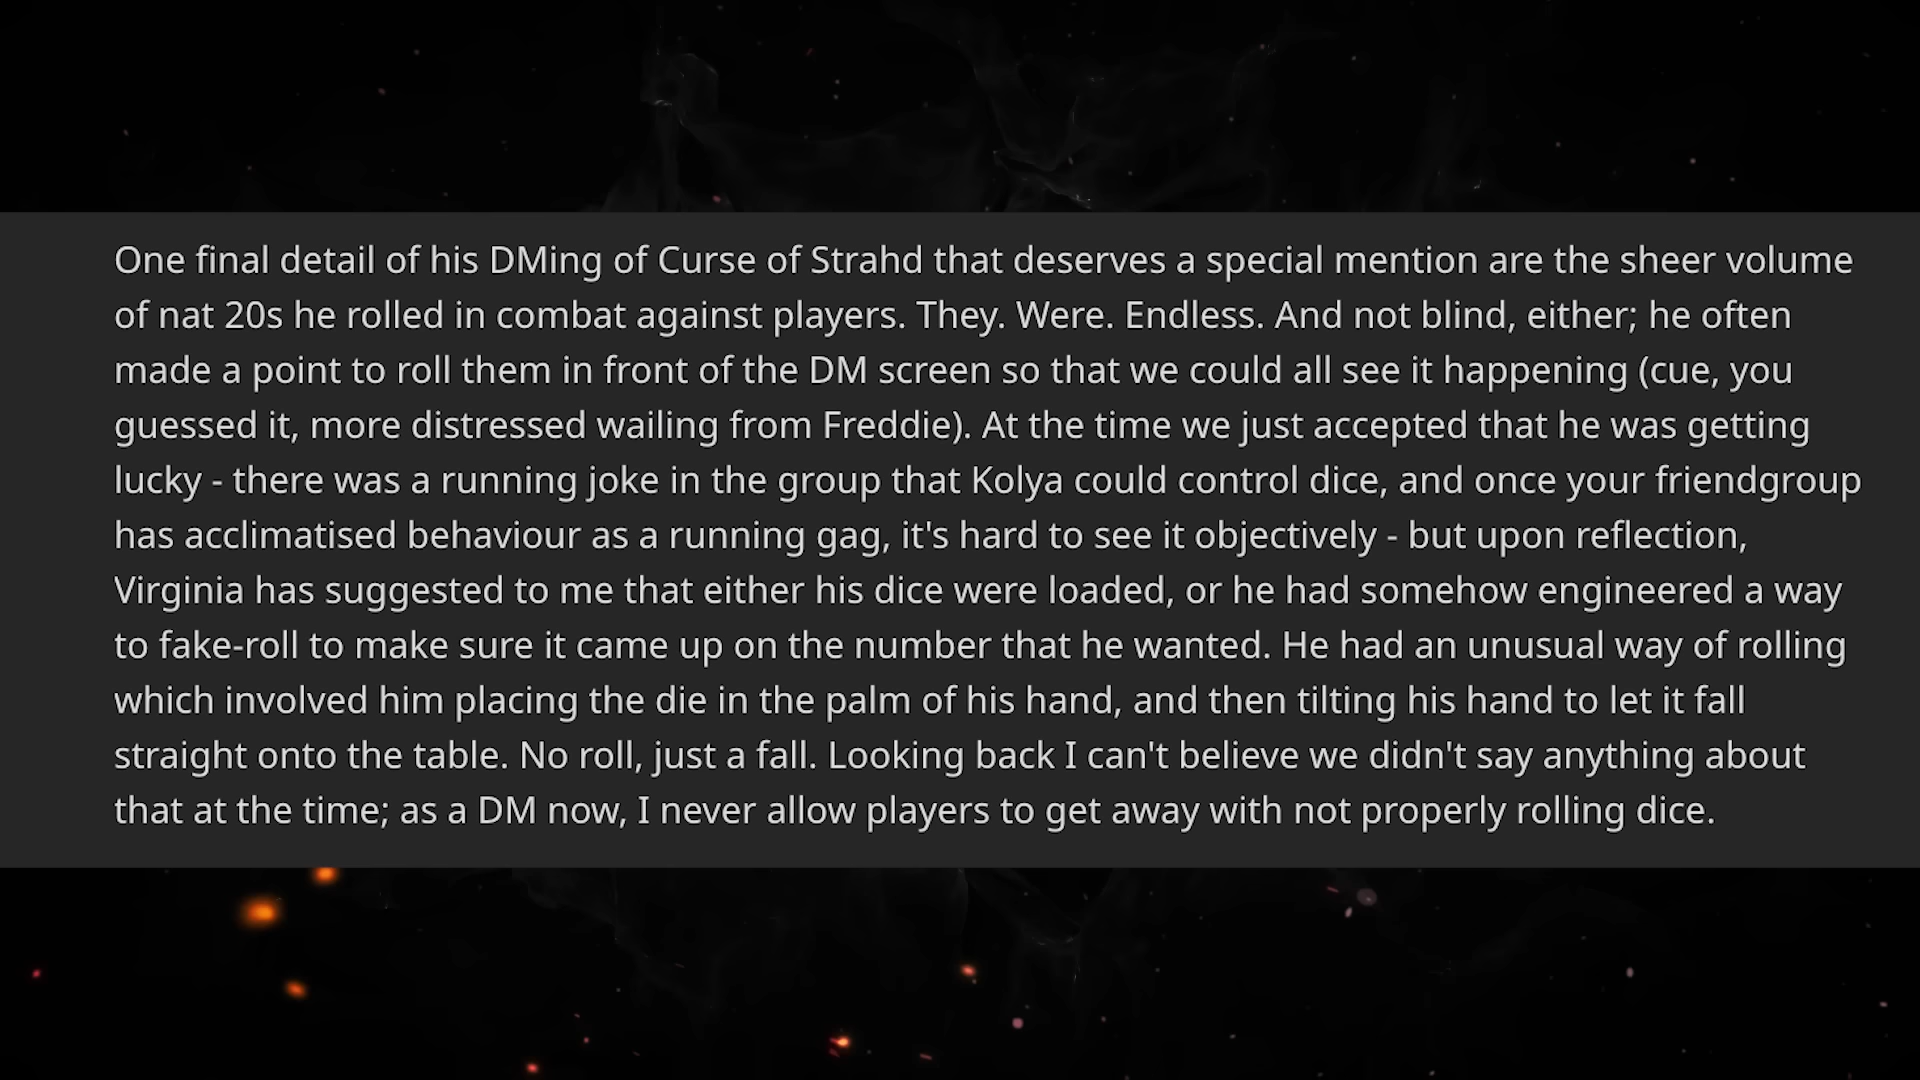 One final detail of his DMing of Curse of Strahd that deserves a special mention are the sheer volume
of nat 20s he rolled in combat against players. They. Were. Endless. And not blind, either; he often
made a point to roll them in front of the DM screen so that we could all see it happening (cue, you
guessed it, more distressed wailing from Freddie). At the time we just accepted that he was getting
lucky - there was a running joke in the group that Kolya could control dice, and once your friendgroup
has acclimatised behaviour as a running gag, it's hard to see it objectively - but upon reflection,
Virginia has suggested to me that either his dice were loaded, or he had somehow engineered a way
to fake-roll to make sure it came up on the number that he wanted. He had an unusual way of rolling
which involved him placing the die in the palm of his hand, and then tilting his hand to let it fall
straight onto the table. No roll, just a fall. Looking back I can't believe we didn't say anything about
that at the time; as a DM now, I never allow players to get away with not properly rolling dice.